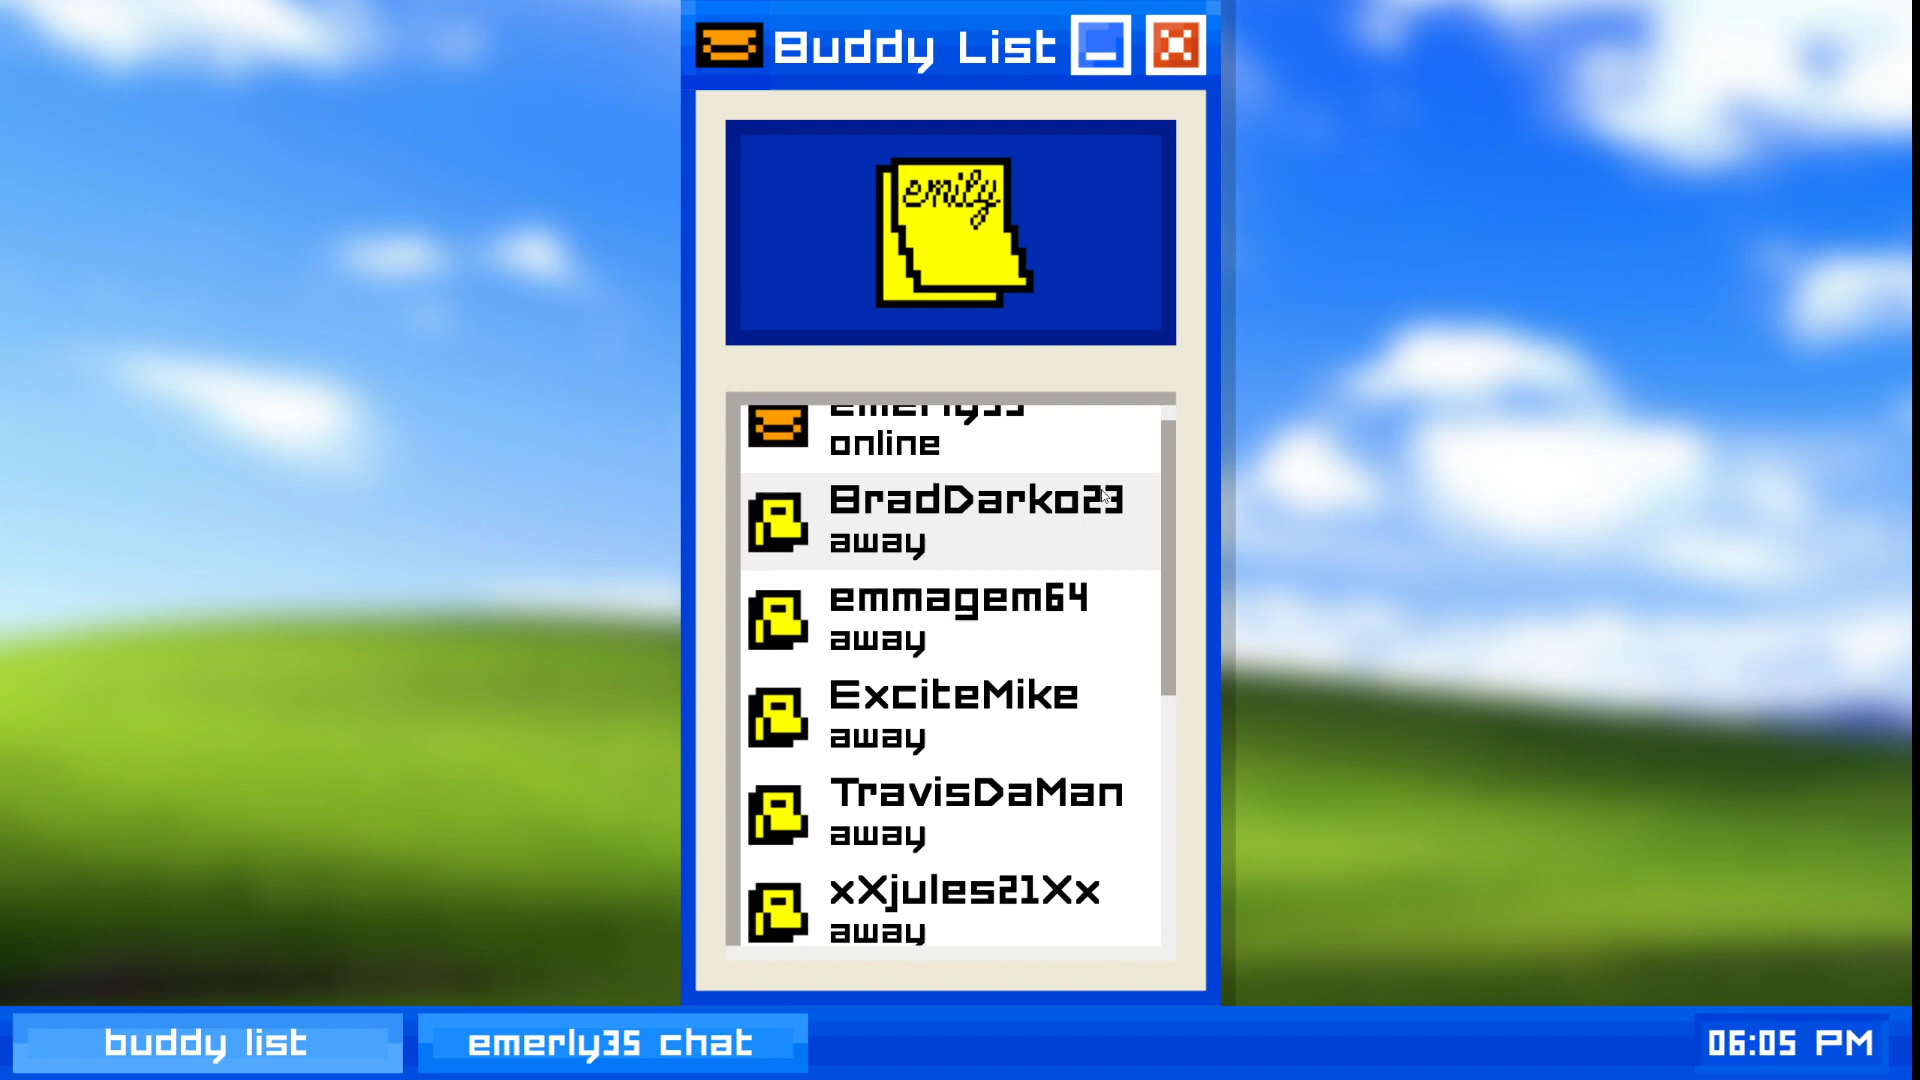 Buddy List
emily
emerly35
online
BradDarko23
away
emmagem64
away
ExciteMike
away
TravisDaMan
away
xXjules21Xx
away
buddy list
emerly35 chat
06:05 PM